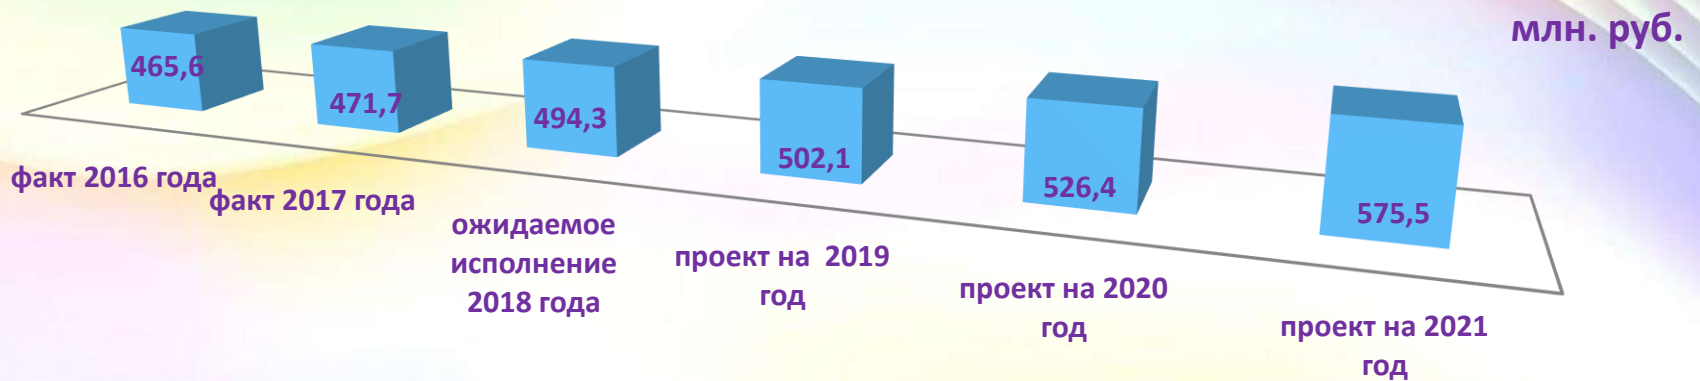 млн. руб.
465,6
471,7
494,3
502,1
526,4
575,5
факт 2016 года
факт 2017 года
ожидаемое
исполнение
2018 года
проект на 2019
год
проект на 2020
год
проект на 2021
год